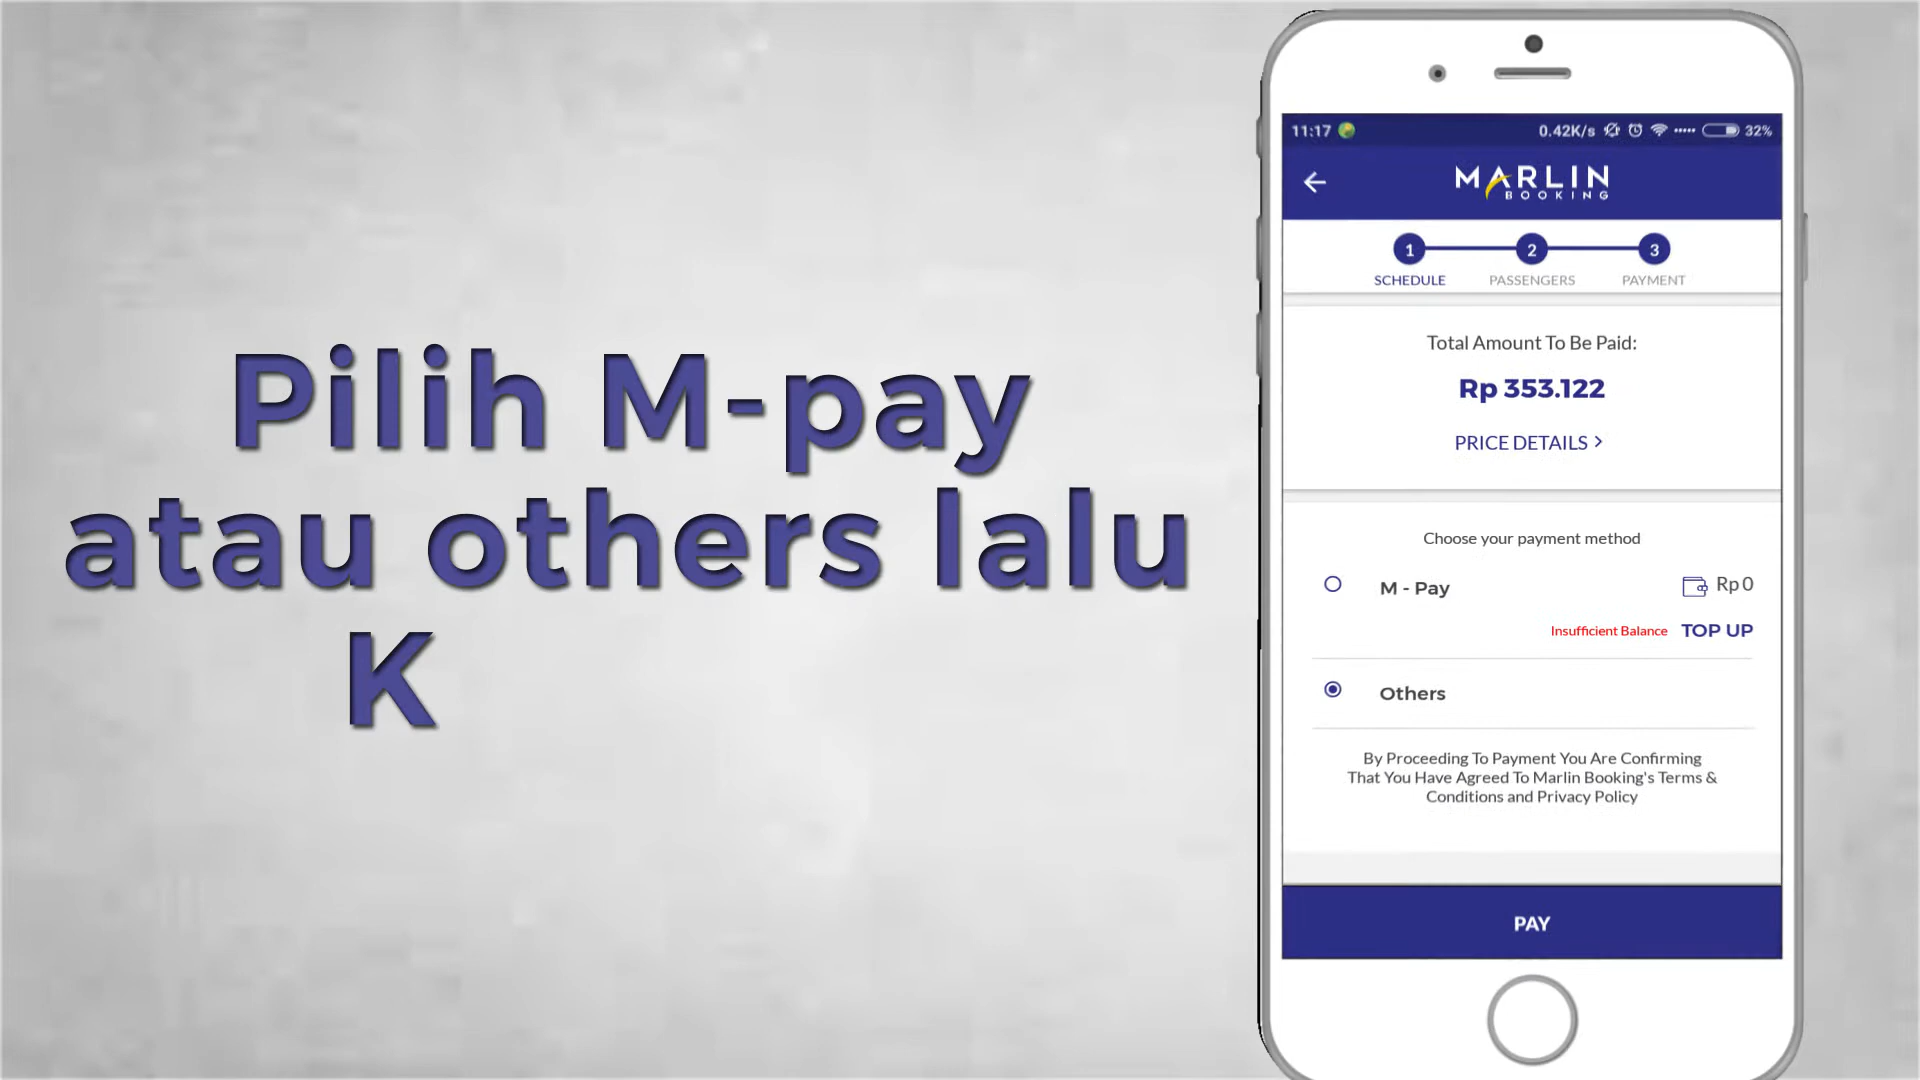 Pilih M-pay
atau others lalu
K
11:17 0.42K/s 32%
MARLIN
BOOKING
1 2 3
SCHEDULE PASSENGERS PAYMENT
Total Amount To Be Paid:
Rp 353.122
PRICE DETAILS >
Choose your payment method
M - Pay Rp 0
Insufficient Balance TOP UP
Others
By Proceeding To Payment You Are Confirming
That You Have Agreed To Marlin Booking's Terms &
Conditions and Privacy Policy
PAY